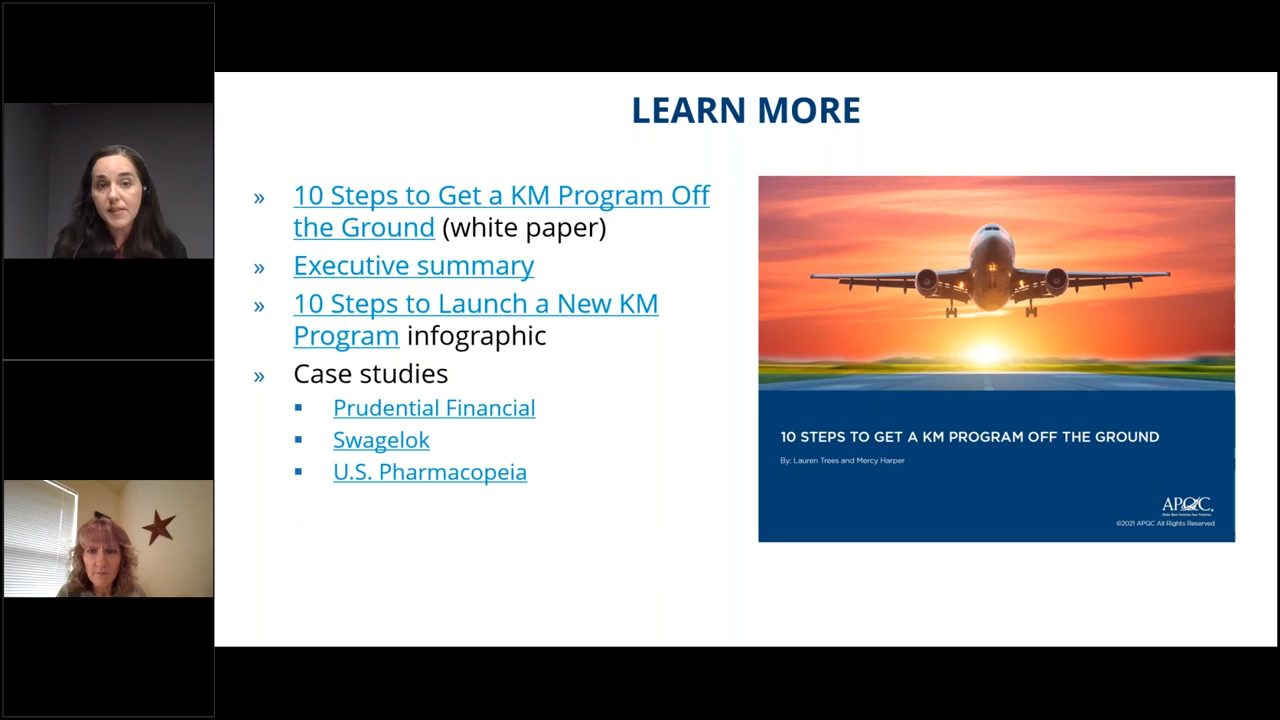 LEARN MORE
» 10 Steps to Get a KM Program Off
the Ground (white paper)
» Executive summary
» 10 Steps to Launch a New KM
Program infographic
» Case studies
▪ Prudential Financial
▪ Swagelok
▪ U.S. Pharmacopeia
10 STEPS TO GET A KM PROGRAM OFF THE GROUND
By: Lauren Trees and Mercy Harper
APQC.
©2021 APQC All Rights Reserved